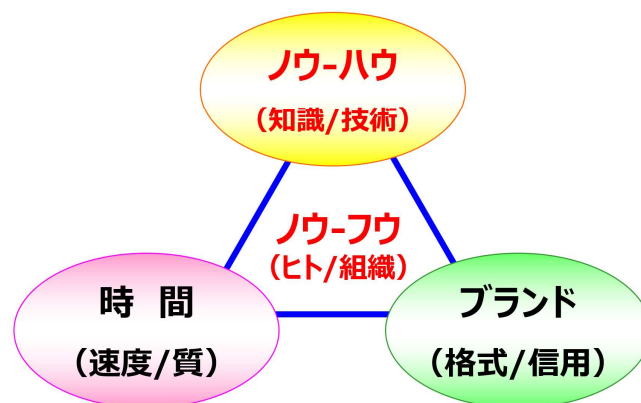 ノウ-ハウ
（知識/技術）
ノウ-フウ
（ヒト/組織）
時 間
（速度/質）
ブランド
（格式/信用）